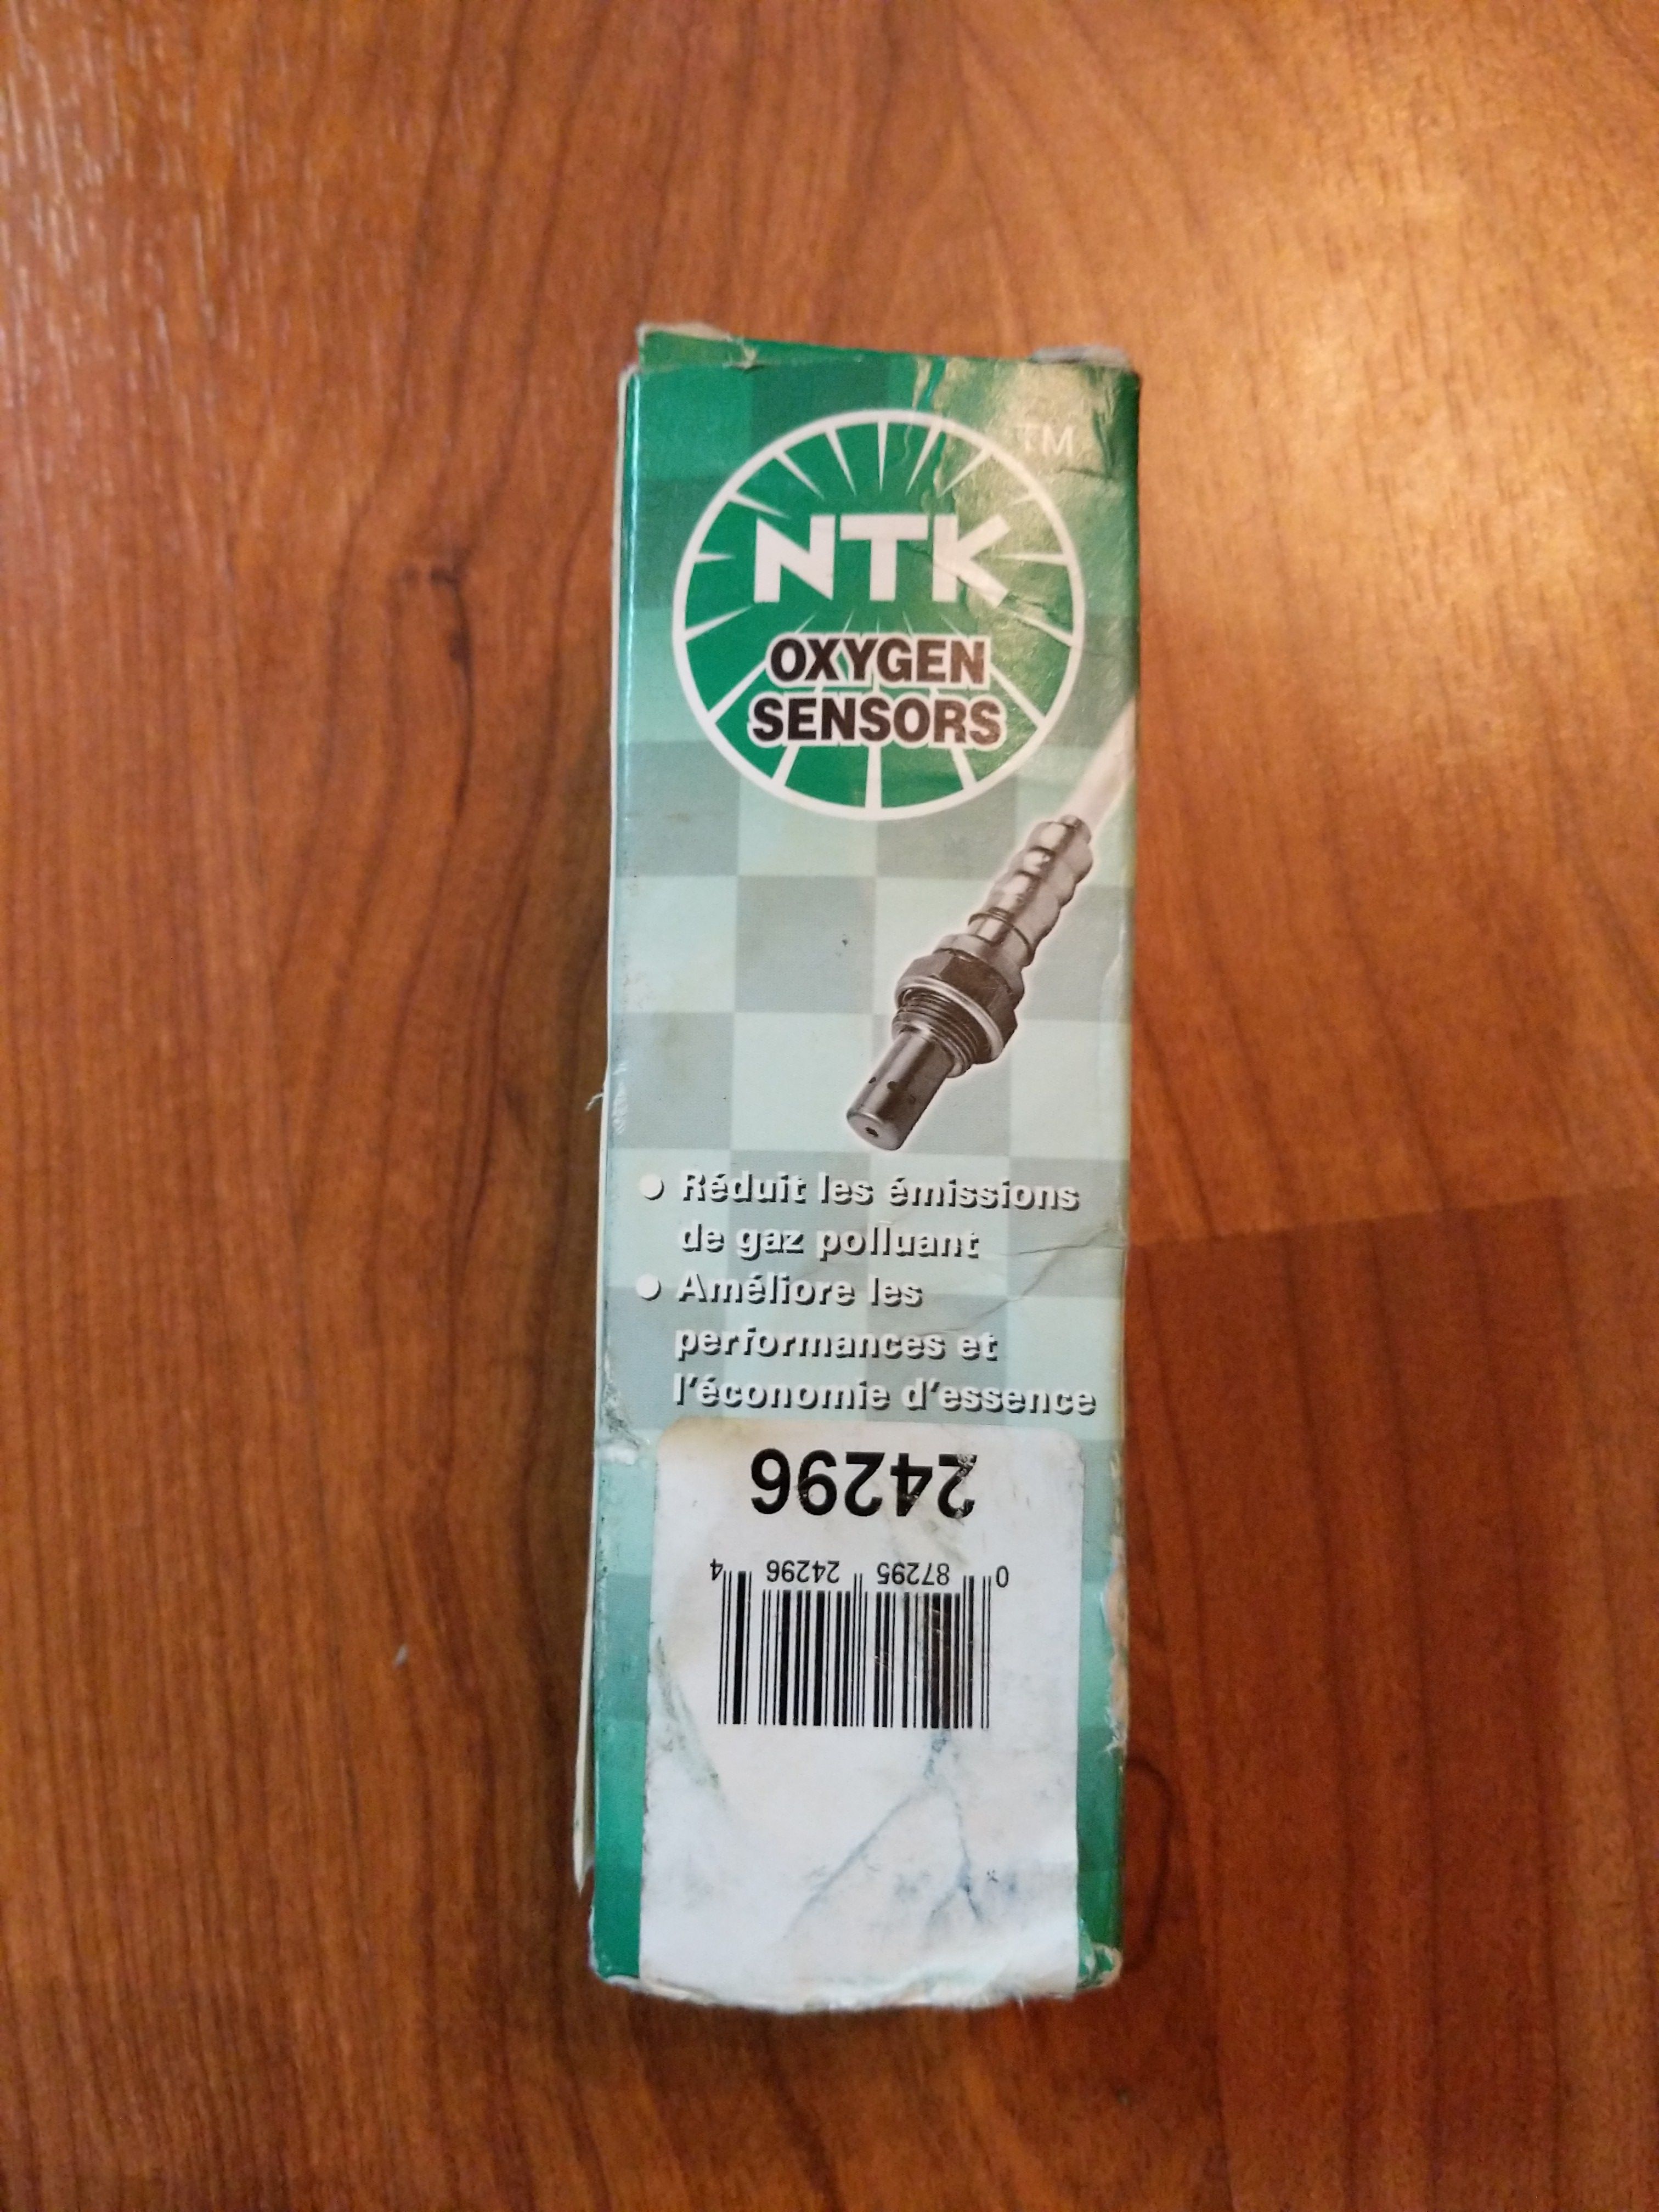 NTK
TM
OXYGEN
SENSORS
● Réduit les émissions
de gaz polluant
● Améliore les
performances et
l'économie d'essence
24296
0 87295 24296 4